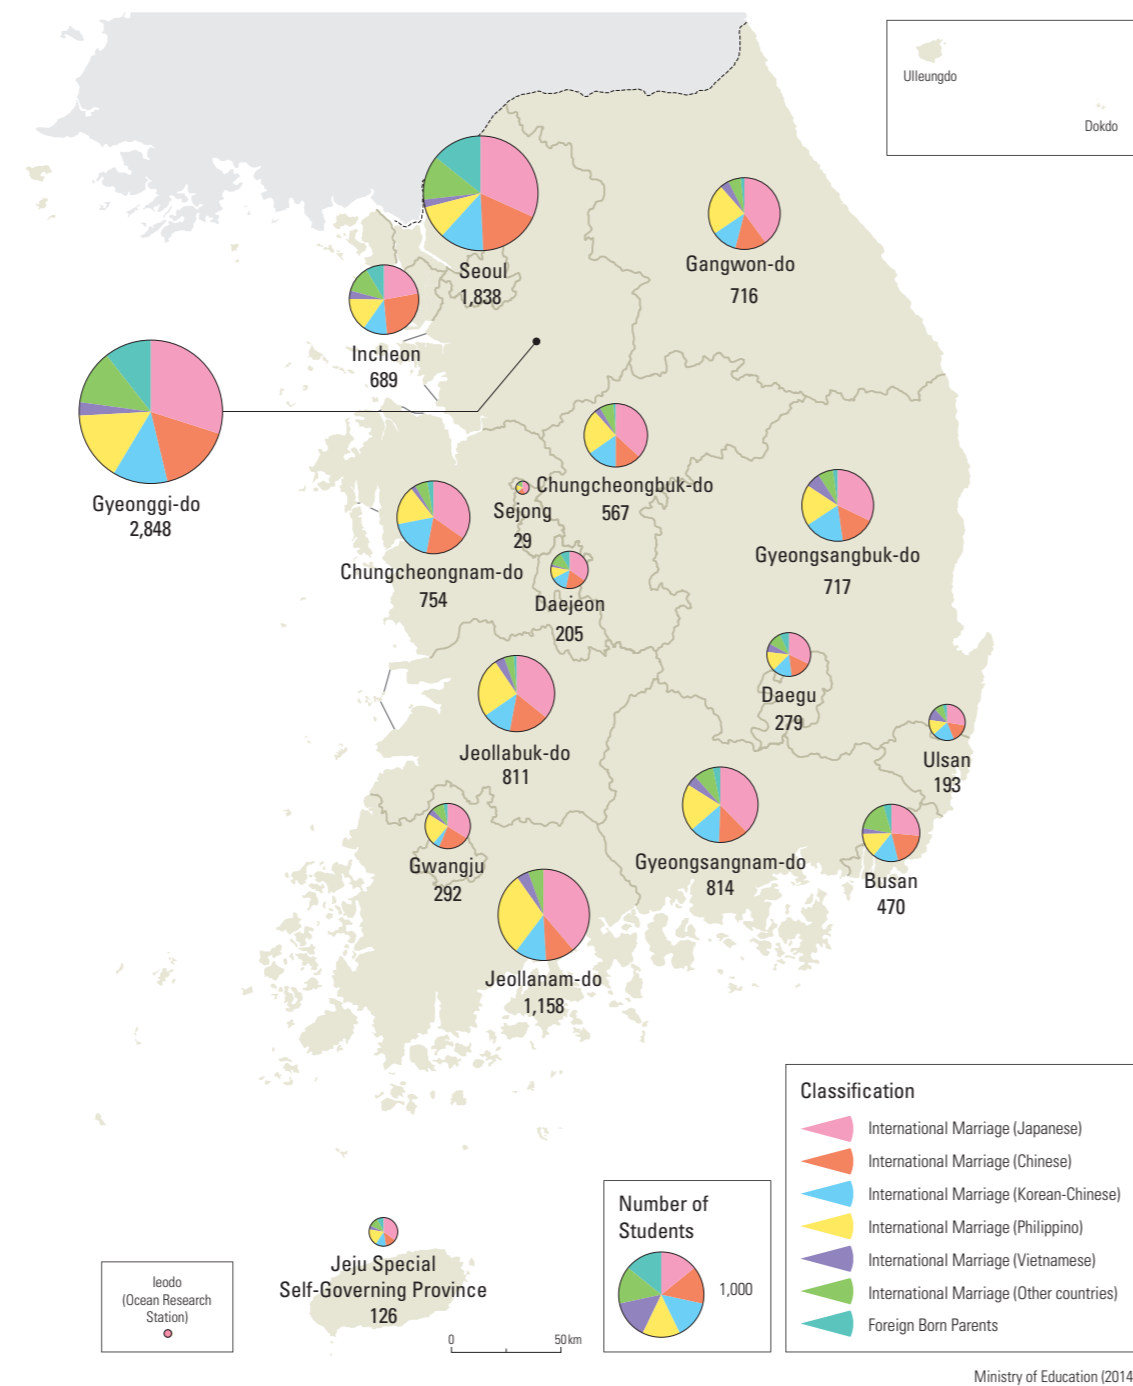 Ulleungdo
Dokdo
Seoul
1,838
Gangwon-do
716
Incheon
689
Gyeonggi-do
2,848
Chungcheongbuk-do
567
Sejong
29
Chungcheongnam-do
754
Gyeongsangbuk-do
717
Daejeon
205
Daegu
279
Jeollabuk-do
811
Ulsan
193
Gwangju
292
Gyeongsangnam-do
814
Busan
470
Jeollanam-do
1,158
Jeju Special
Self-Governing Province
126
Ieodo
(Ocean Research
Station)
0 50km
Number of
Students
1,000
Classification
International Marriage (Japanese)
International Marriage (Chinese)
International Marriage (Korean-Chinese)
International Marriage (Philippino)
International Marriage (Vietnamese)
International Marriage (Other countries)
Foreign Born Parents
Ministry of Education (2014